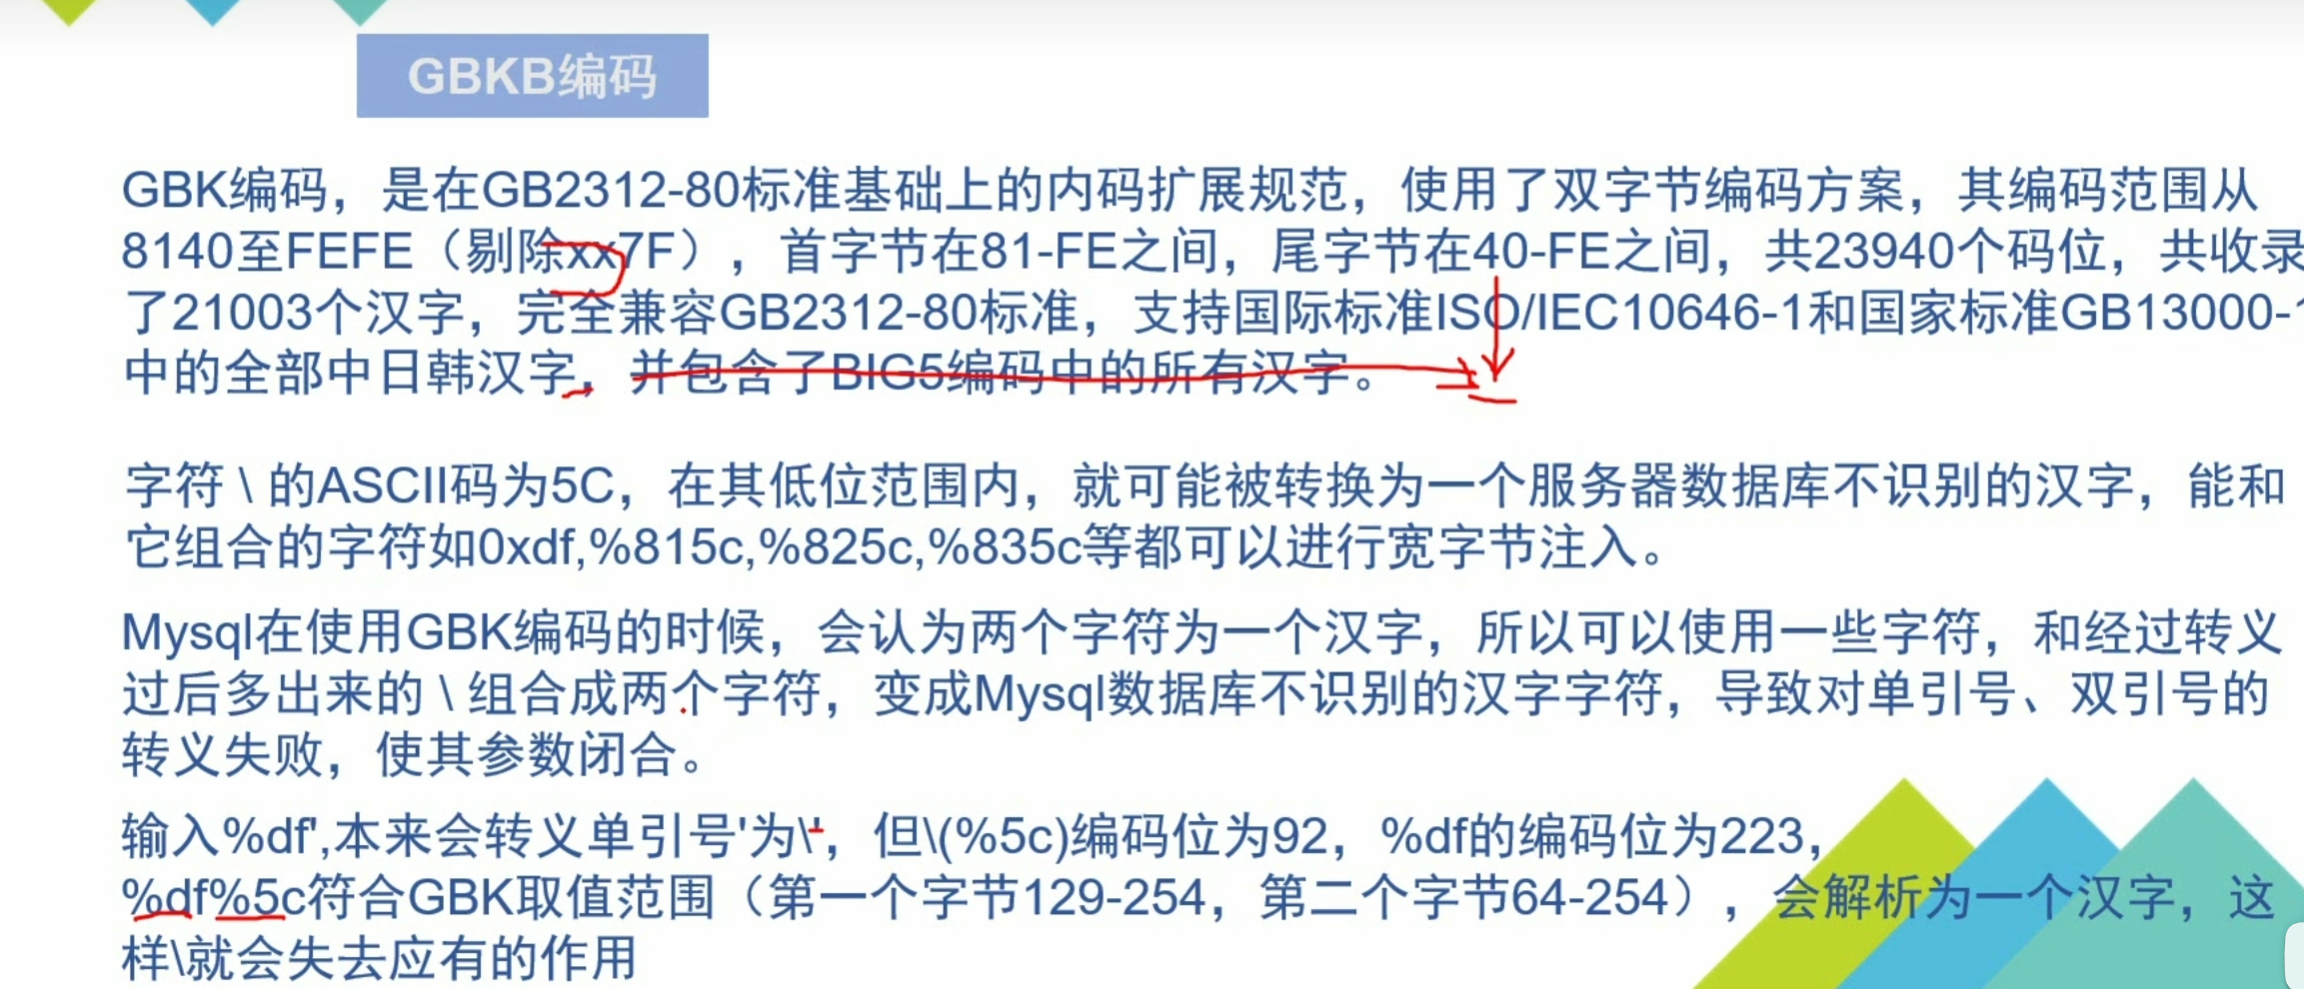 GBKB编码
GBK编码，是在GB2312-80标准基础上的内码扩展规范，使用了双字节编码方案，其编码范围从
8140至FEFE（剔除xx7F），首字节在81-FE之间，尾字节在40-FE之间，共23940个码位，共收录
了21003个汉字，完全兼容GB2312-80标准，支持国际标准ISO/IEC10646-1和国家标准GB13000-1
中的全部中日韩汉字，并包含了BIG5编码中的所有汉字。
字符 \ 的ASCII码为5C，在其低位范围内，就可能被转换为一个服务器数据库不识别的汉字，能和
它组合的字符如0xdf,%815c,%825c,%835c等都可以进行宽字节注入。
Mysql在使用GBK编码的时候，会认为两个字符为一个汉字，所以可以使用一些字符，和经过转义
过后多出来的 \ 组合成两个字符，变成Mysql数据库不识别的汉字字符，导致对单引号、双引号的
转义失败，使其参数闭合。
输入%df',本来会转义单引号'为\'，但\(%5c)编码位为92，%df的编码位为223，
%df%5c符合GBK取值范围（第一个字节129-254，第二个字节64-254），会解析为一个汉字，这
样\就会失去应有的作用